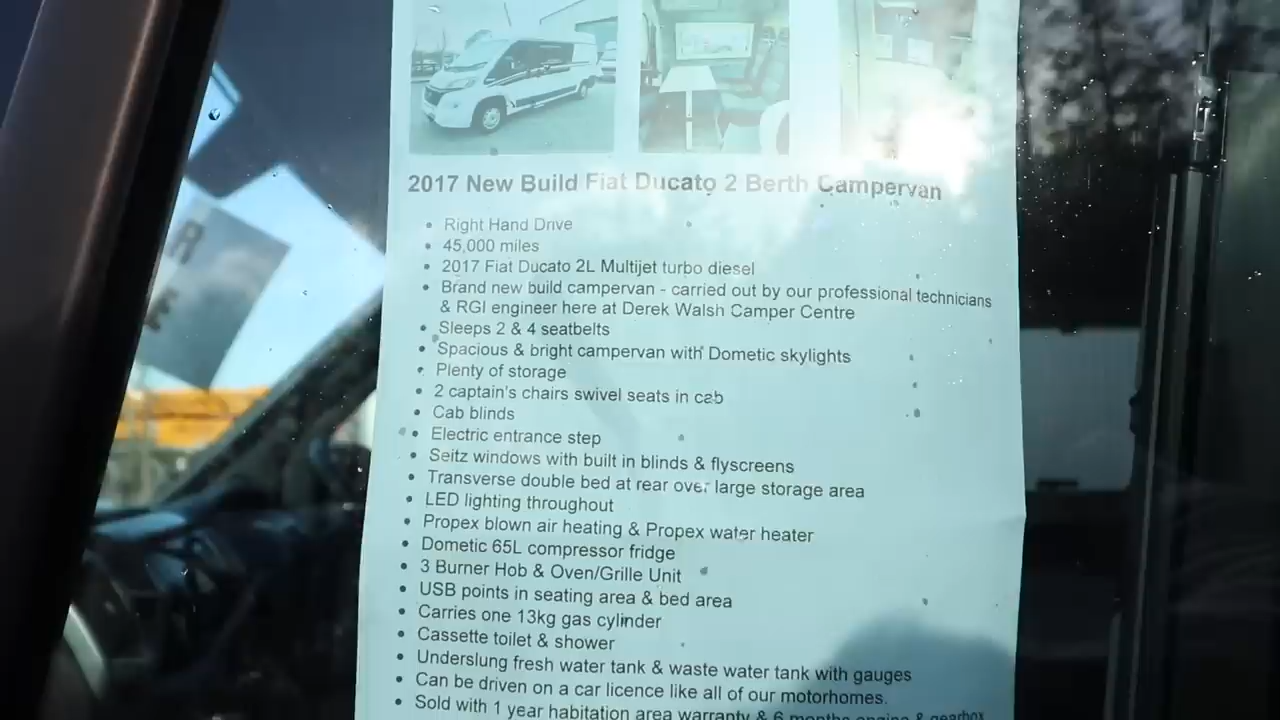 2017 New Build Fiat Ducato 2 Berth Campervan
• Right Hand Drive
• 45,000 miles
• 2017 Fiat Ducato 2L Multijet turbo diesel
• Brand new build campervan - carried out by our professional technicians
& RGI engineer here at Derek Walsh Camper Centre
• Sleeps 2 & 4 seatbelts
• Spacious & bright campervan with Dometic skylights
• Plenty of storage
• 2 captain's chairs swivel seats in cab
• Cab blinds
• Electric entrance step
• Seitz windows with built in blinds & flyscreens
• Transverse double bed at rear over large storage area
• LED lighting throughout
• Propex blown air heating & Propex water heater
• Dometic 65L compressor fridge
• 3 Burner Hob & Oven/Grille Unit
• USB points in seating area & bed area
• Carries one 13kg gas cylinder
• Cassette toilet & shower
• Underslung fresh water tank & waste water tank with gauges
• Can be driven on a car licence like all of our motorhomes.
• Sold with 1 year habitation area warranty & 6 months engine & gearbox